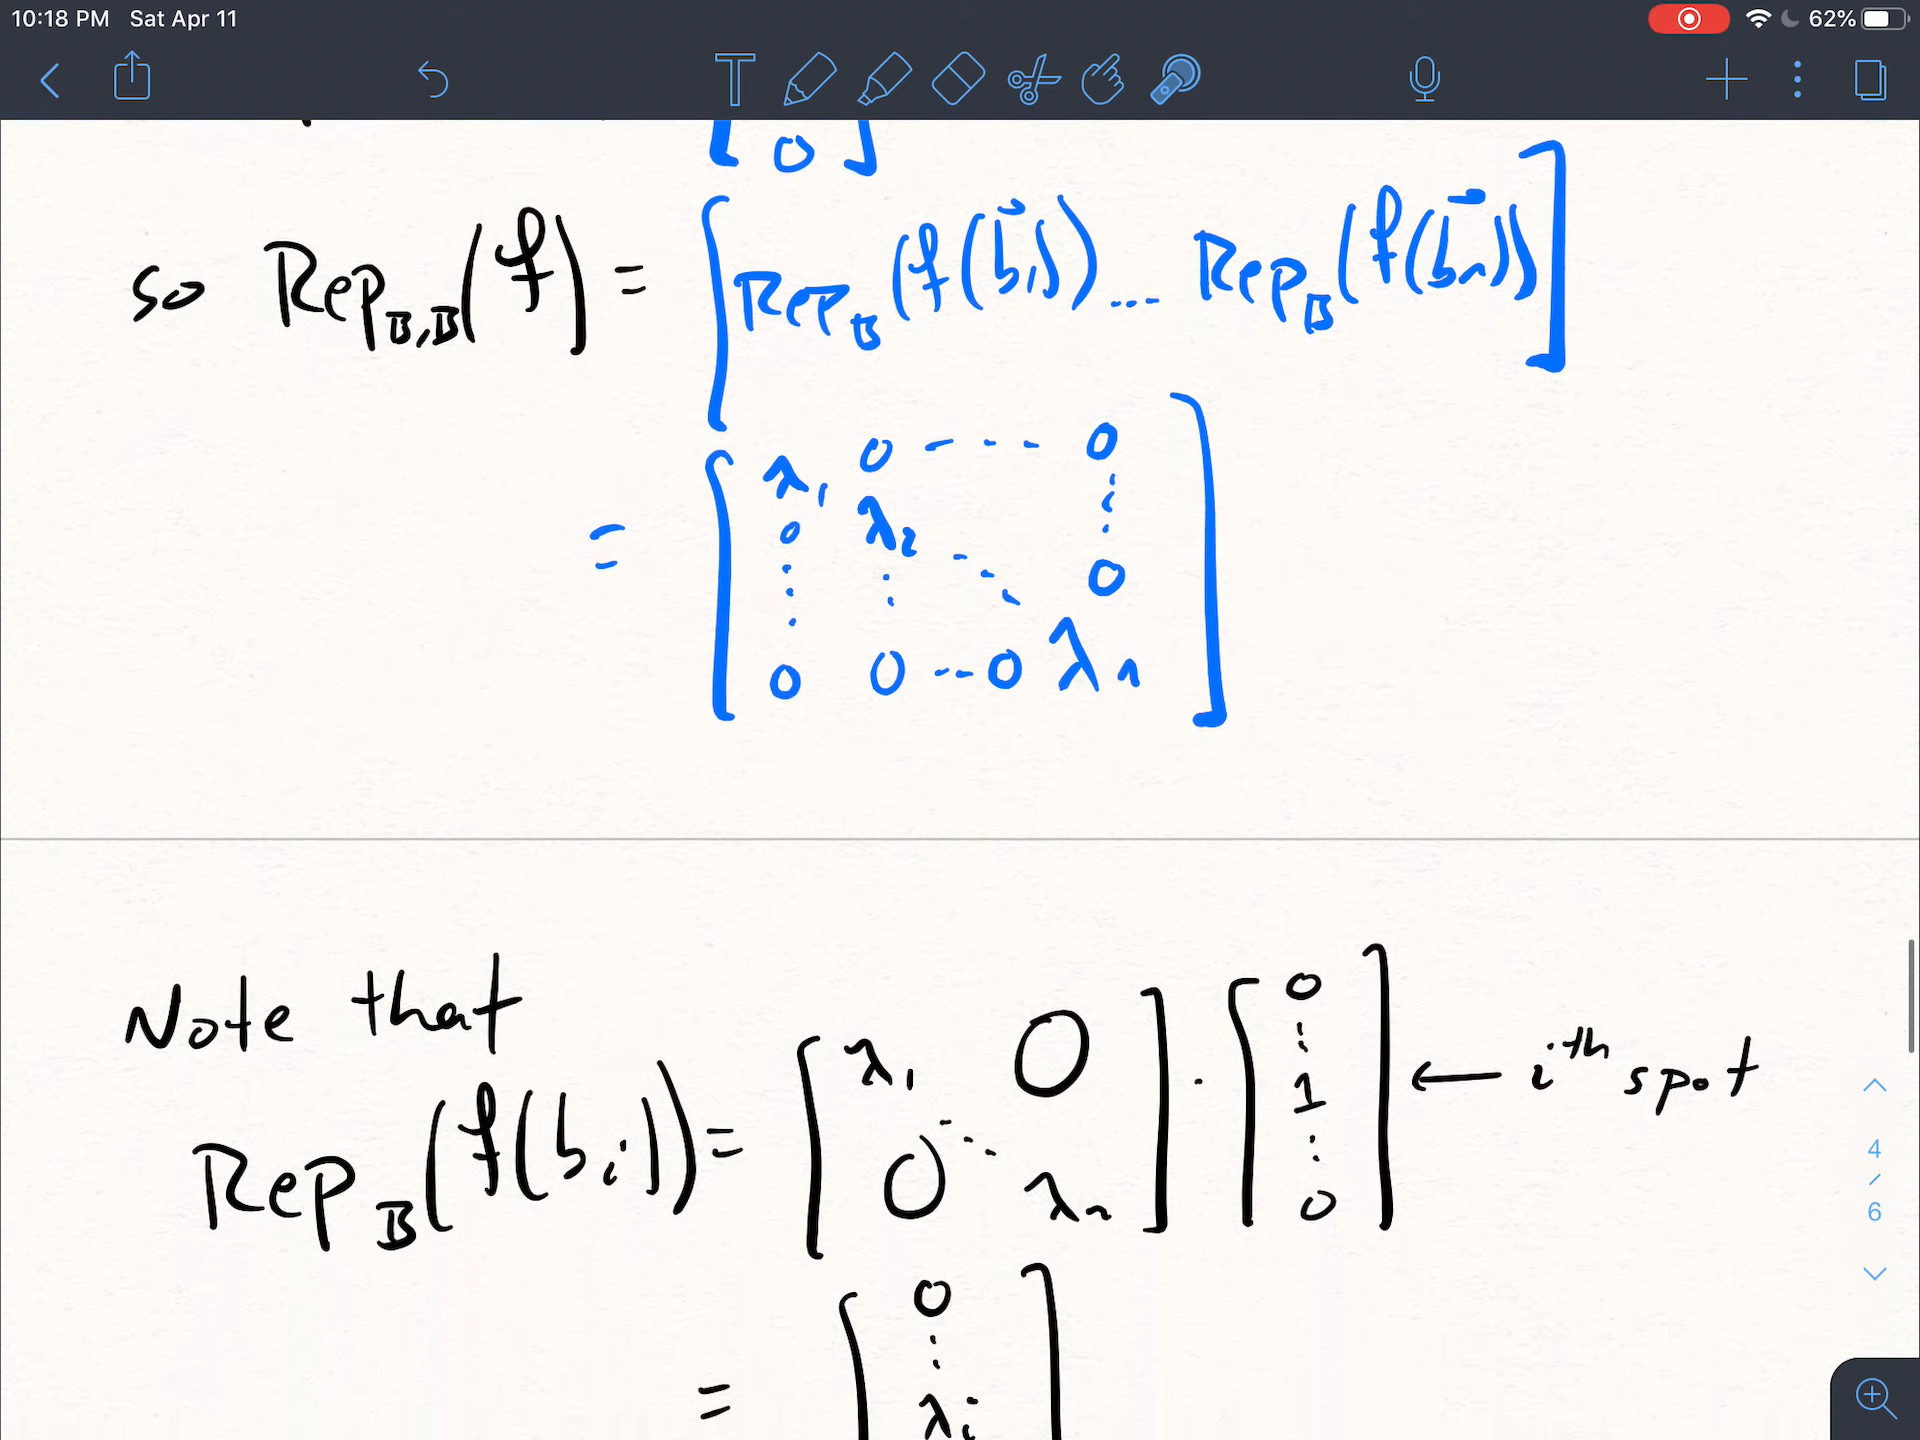 10:18 PM Sat Apr 11 62%
[ 0 ]
so Rep_{B,B}(f) = [ Rep_B(f(b⃗_1)) ... Rep_B(f(b⃗_n)) ]
= [ λ_1 0 - - - 0
0 λ_2 ⋱ ⋮
⋮ ⋮ ⋱ 0
0 0 --- 0 λ_n ]
Note that
Rep_B(f(b_i)) = [ λ_1 0
0 ⋱ λ_n ] · [ 0 ⋮ 1 ⋮ 0 ] ← i^th spot
= [ 0 ⋮ λ_i
4
/
6